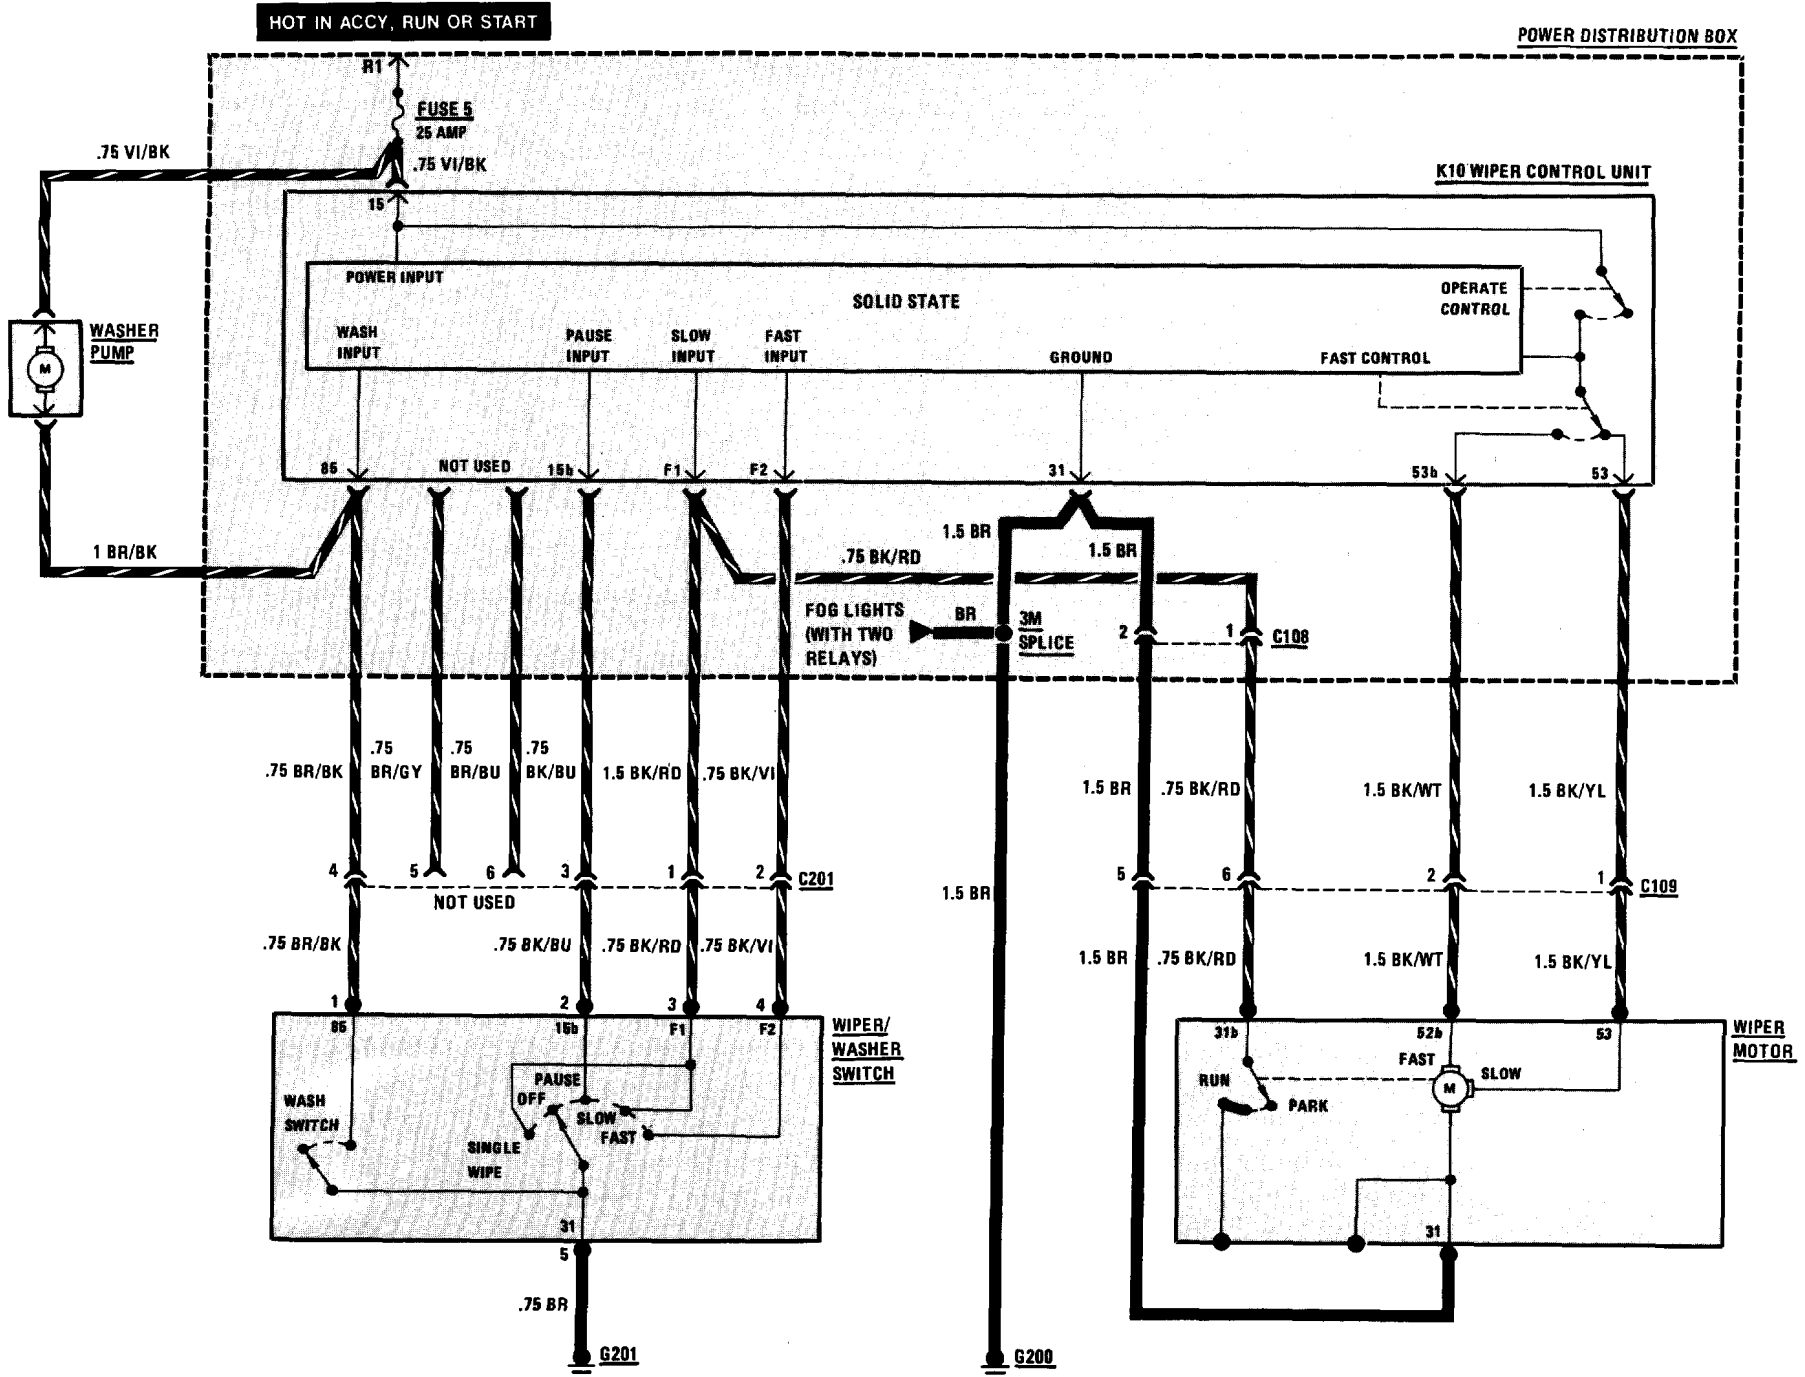 HOT IN ACCY, RUN OR START
POWER DISTRIBUTION BOX
R1
FUSE 5
25 AMP
.75 VI/BK
.75 VI/BK
K10 WIPER CONTROL UNIT
15
POWER INPUT
SOLID STATE
OPERATE
CONTROL
WASH
INPUT
PAUSE
INPUT
SLOW
INPUT
FAST
INPUT
GROUND
FAST CONTROL
WASHER
PUMP
M
86
NOT USED
15b
F1
F2
31
53b
53
1 BR/BK
1.5 BR
1.5 BR
.75 BK/RD
FOG LIGHTS
(WITH TWO
RELAYS)
BR
3M
SPLICE
2
1
C108
.75 BR/BK
.75
BR/GY
.75
BR/BU
.75
BK/BU
1.5 BK/RD
.75 BK/VI
1.5 BR
.75 BK/RD
1.5 BK/WT
1.5 BK/YL
4
5
6
3
1
2
C201
NOT USED
1.5 BR
5
6
2
1
C109
.75 BR/BK
.75 BK/BU
.75 BK/RD
.75 BK/VI
1.5 BR
.75 BK/RD
1.5 BK/WT
1.5 BK/YL
1
2
3
4
86
15b
F1
F2
WIPER/
WASHER
SWITCH
31b
52b
53
WIPER
MOTOR
PAUSE
OFF
SLOW
FAST
WASH
SWITCH
SINGLE
WIPE
FAST
SLOW
M
RUN
PARK
31
5
31
.75 BR
G201
G200